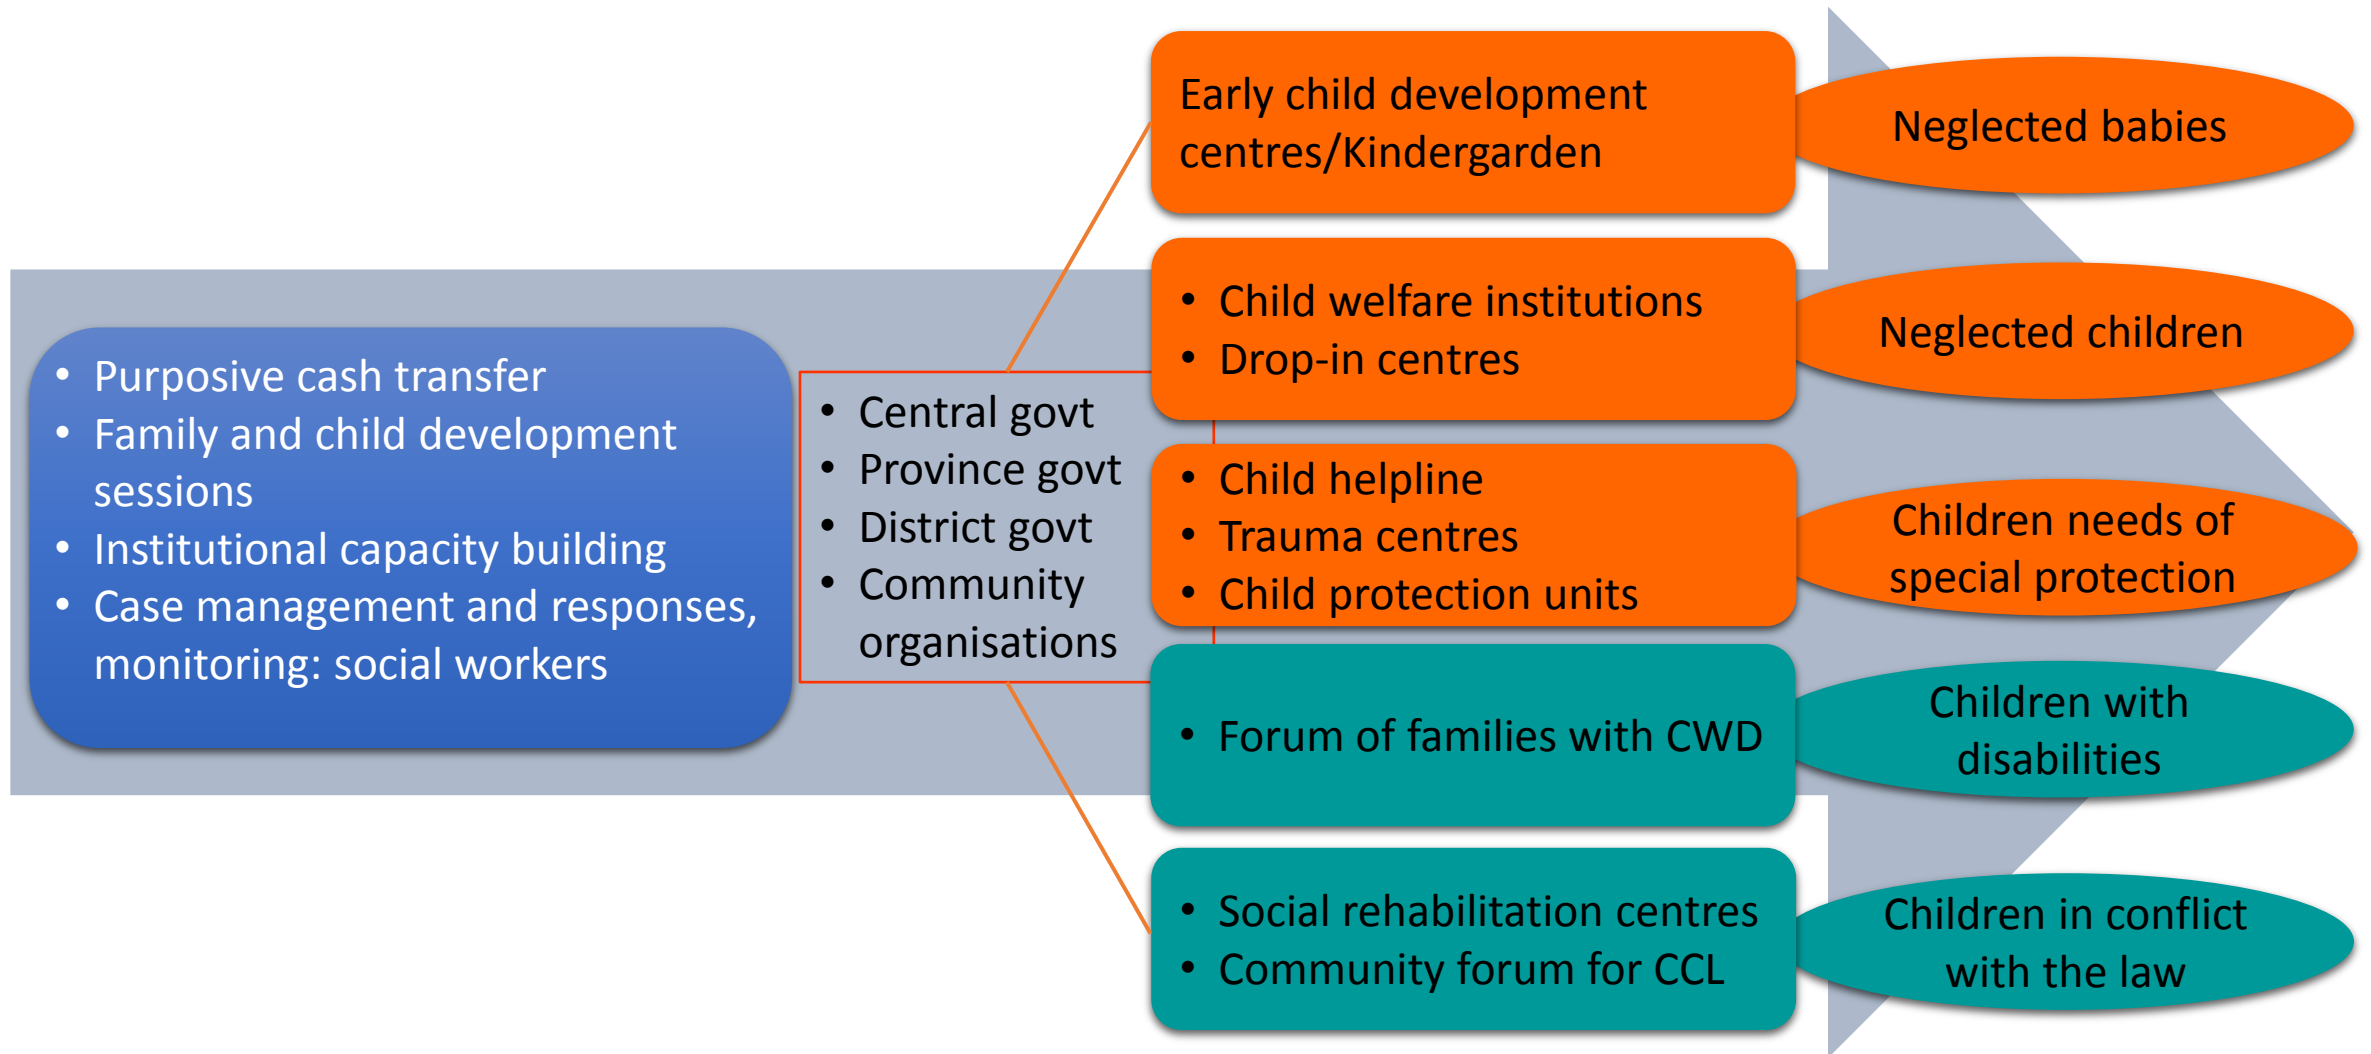 • Purposive cash transfer
• Family and child development
sessions
• Institutional capacity building
• Case management and responses,
monitoring: social workers
• Central govt
• Province govt
• District govt
• Community
organisations
Early child development
centres/Kindergarden
Neglected babies
• Child welfare institutions
• Drop-in centres
Neglected children
• Child helpline
• Trauma centres
• Child protection units
Children needs of
special protection
• Forum of families with CWD
Children with
disabilities
• Social rehabilitation centres
• Community forum for CCL
Children in conflict
with the law